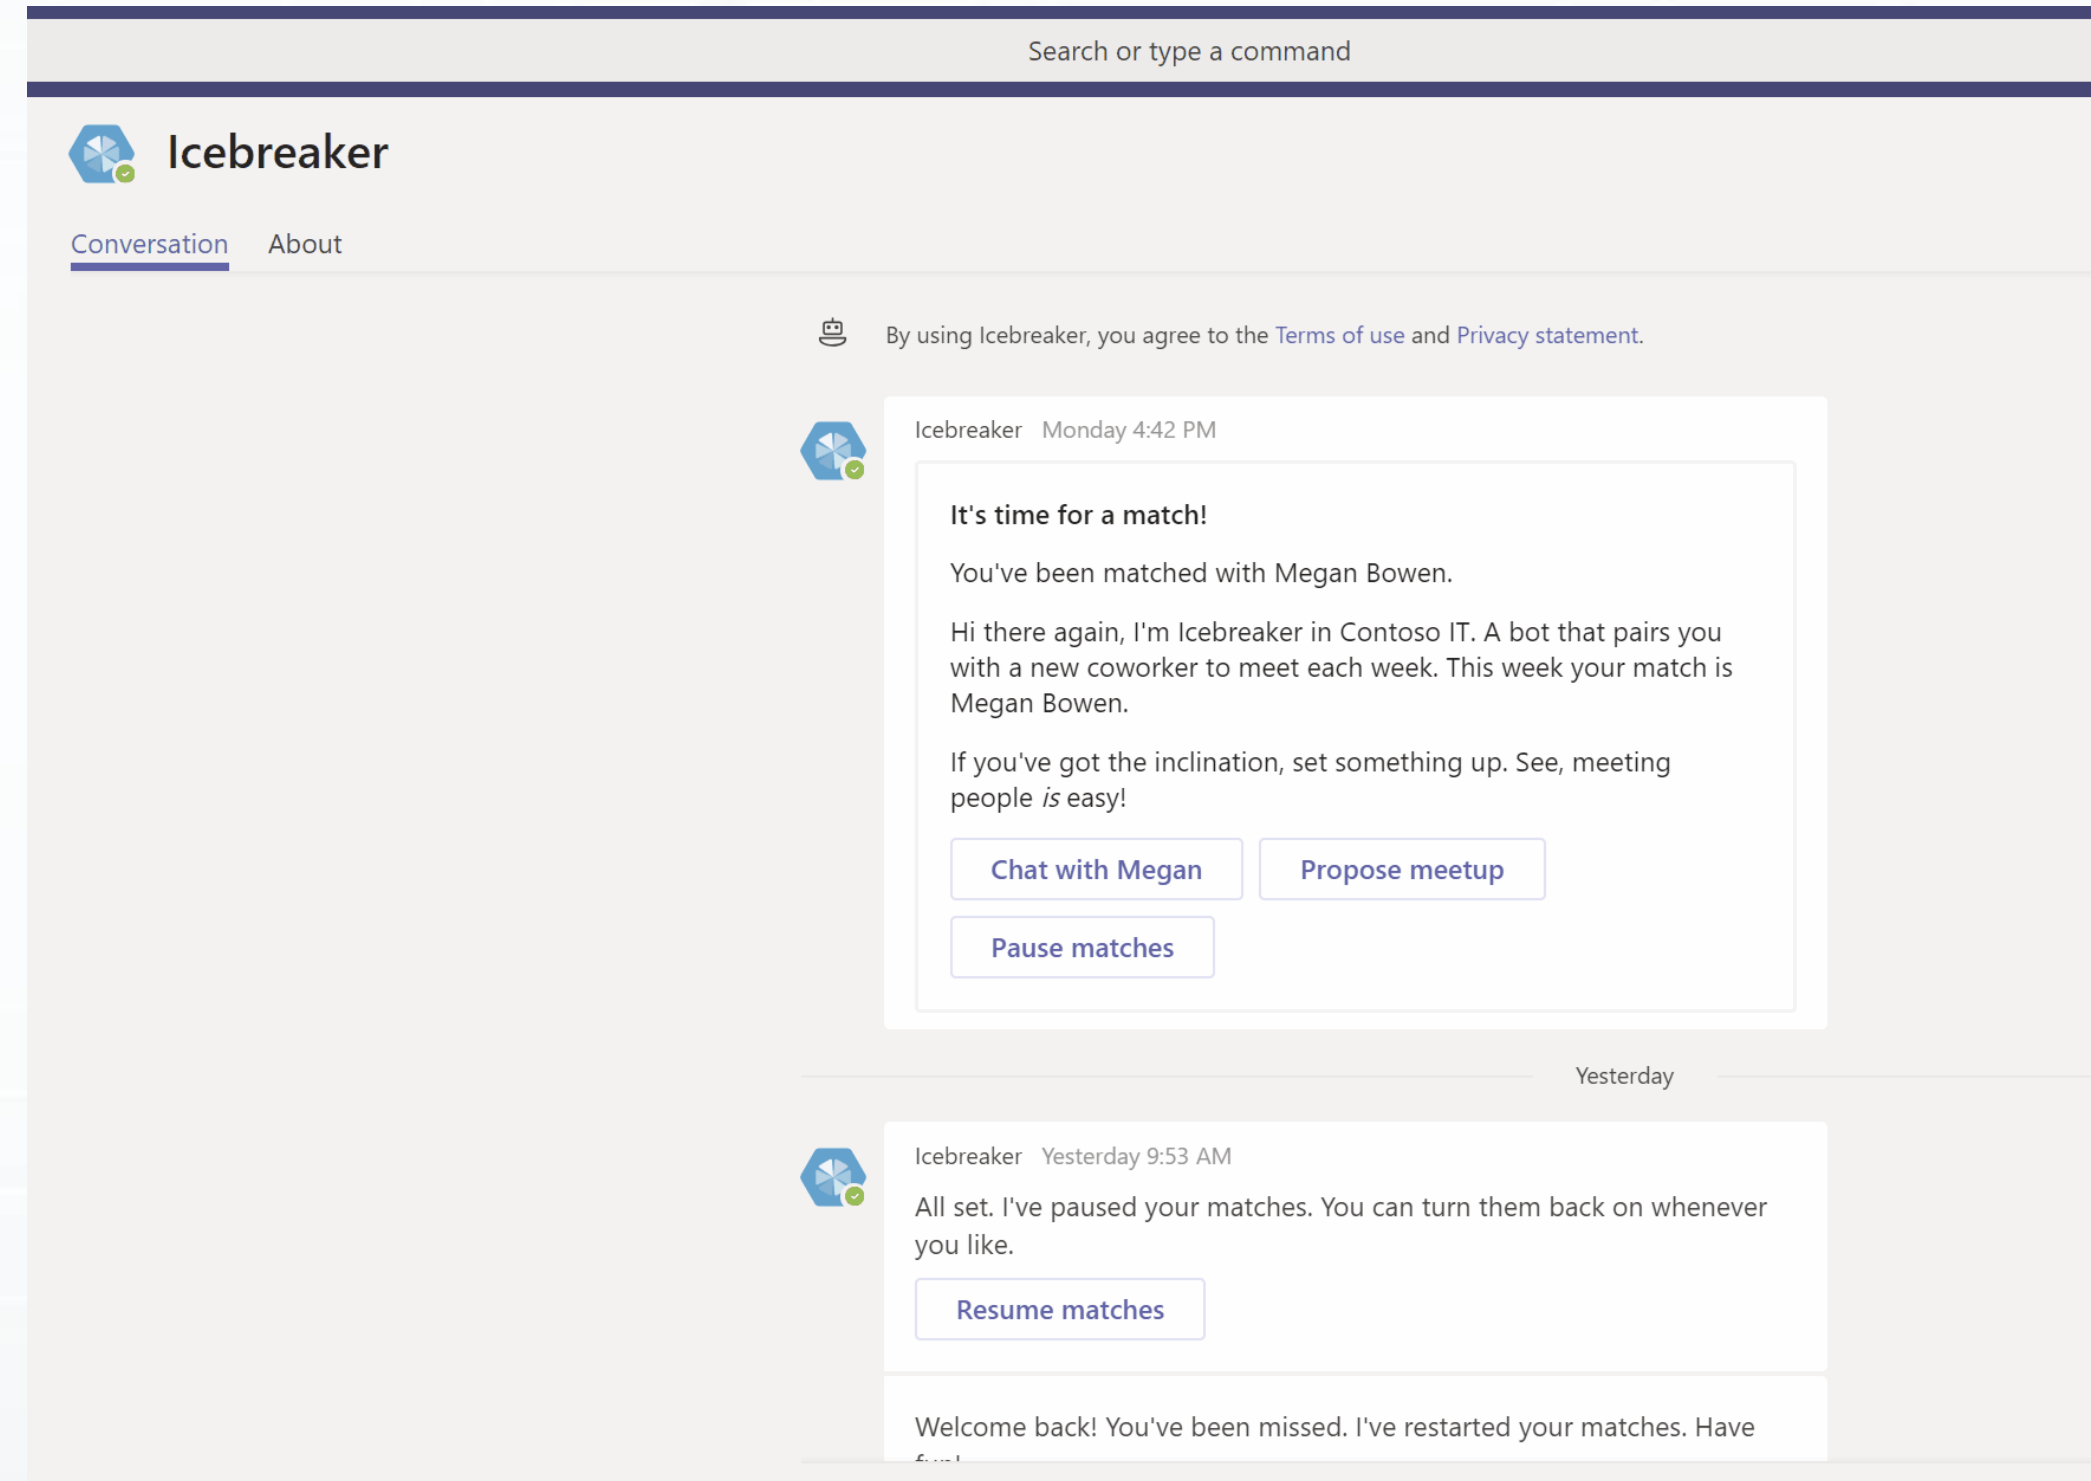 Search or type a command
Icebreaker
Conversation About
By using Icebreaker, you agree to the Terms of use and Privacy statement.
Icebreaker Monday 4:42 PM
It's time for a match!
You've been matched with Megan Bowen.
Hi there again, I'm Icebreaker in Contoso IT. A bot that pairs you
with a new coworker to meet each week. This week your match is
Megan Bowen.
If you've got the inclination, set something up. See, meeting
people is easy!
Chat with Megan Propose meetup
Pause matches
Yesterday
Icebreaker Yesterday 9:53 AM
All set. I've paused your matches. You can turn them back on whenever
you like.
Resume matches
Welcome back! You've been missed. I've restarted your matches. Have